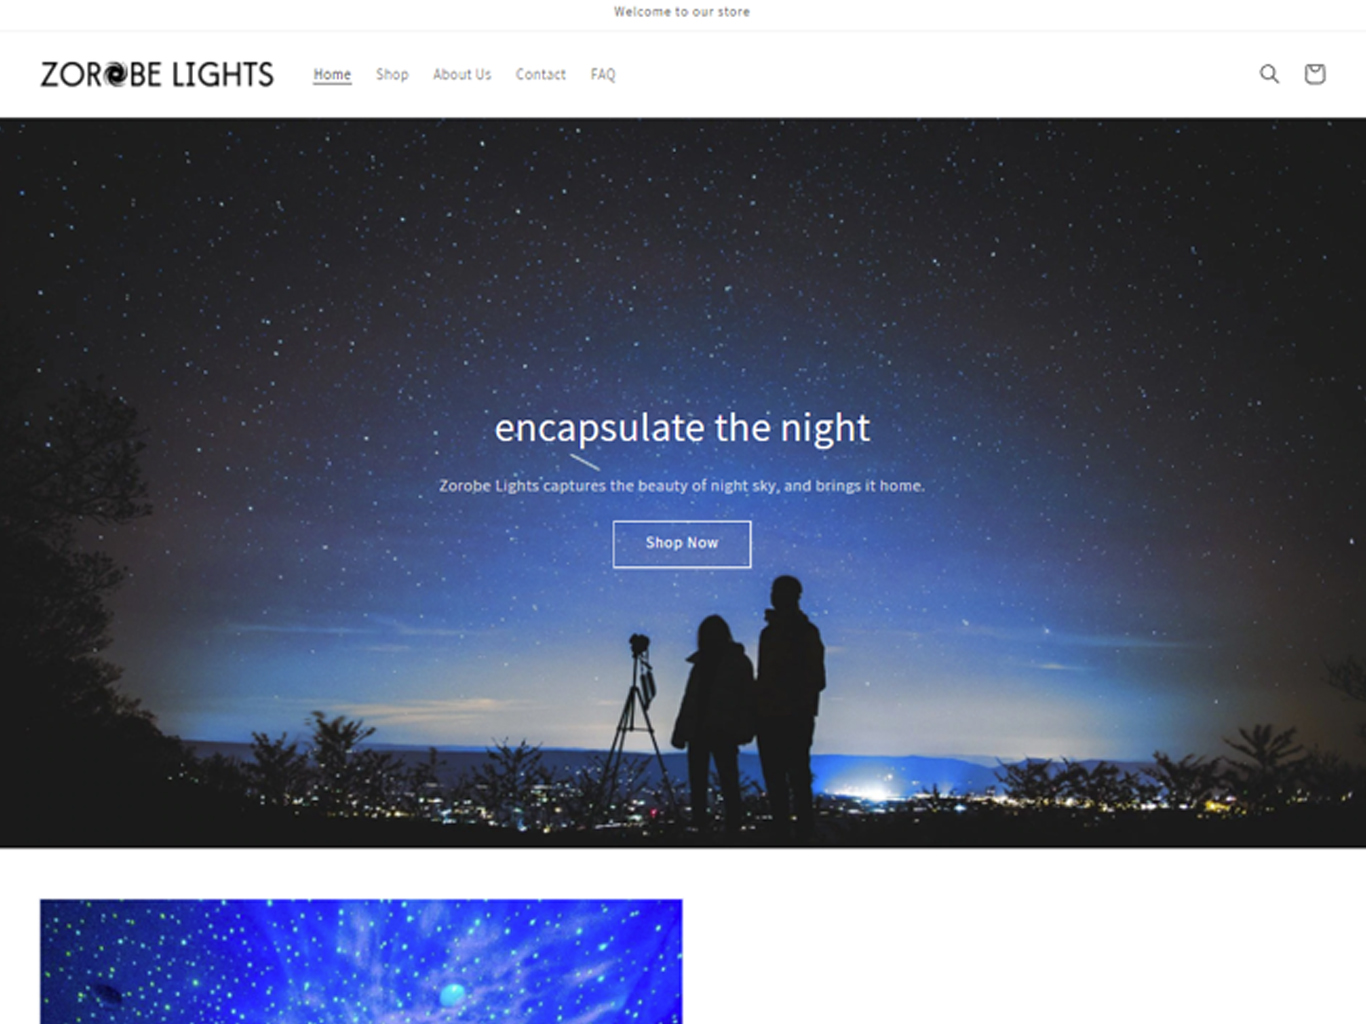 Welcome to our store
ZOROBE LIGHTS
Home Shop About Us Contact FAQ
encapsulate the night
Zorobe Lights captures the beauty of night sky, and brings it home.
Shop Now